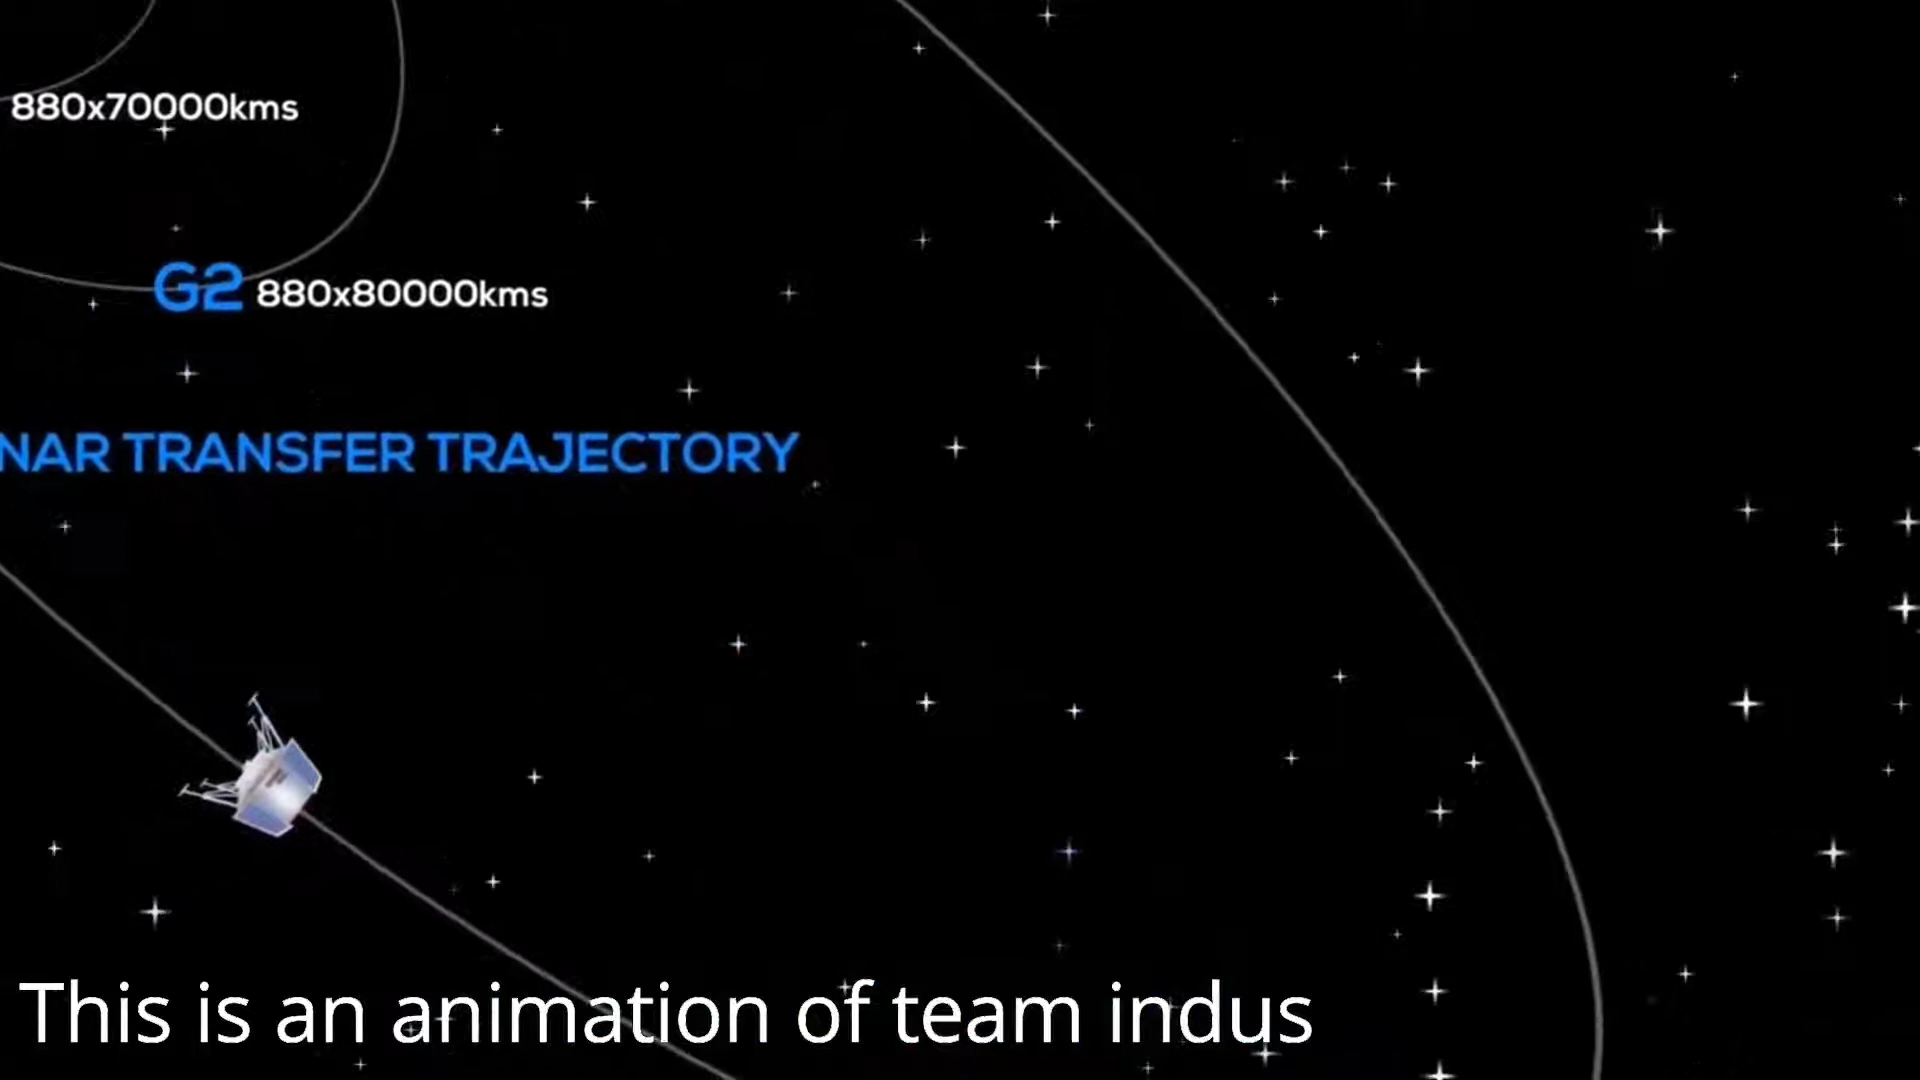 880x70000kms
G2 880x80000kms
NAR TRANSFER TRAJECTORY
This is an animation of team indus